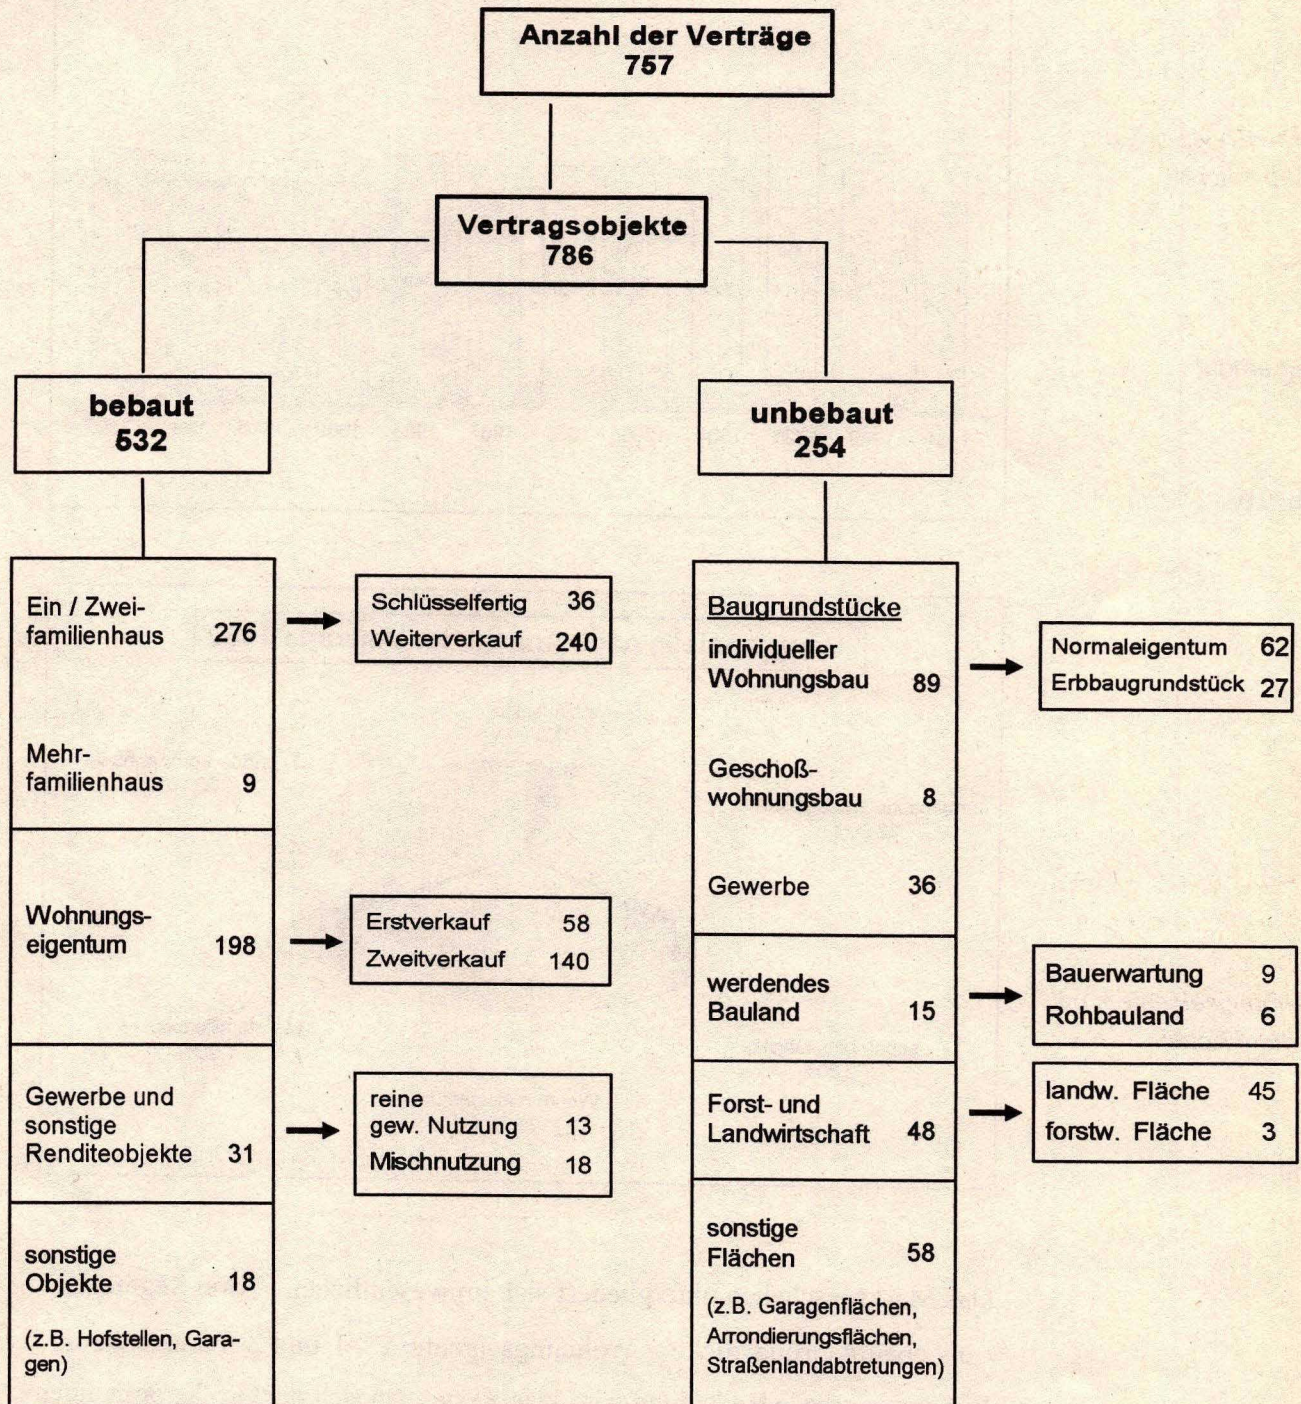 Anzahl der Verträge
757
Vertragsobjekte
786
bebaut
532
unbebaut
254
Ein / Zwei-
familienhaus 276
Schlüsselfertig 36
Weiterverkauf 240
Mehr-
familienhaus 9
Wohnungs-
eigentum 198
Erstverkauf 58
Zweitverkauf 140
Gewerbe und
sonstige
Renditeobjekte 31
reine
gew. Nutzung 13
Mischnutzung 18
sonstige
Objekte 18
(z.B. Hofstellen, Gara-
gen)
Baugrundstücke
individueller
Wohnungsbau 89
Normaleigentum 62
Erbbaugrundstück 27
Geschoß-
wohnungsbau 8
Gewerbe 36
werdendes
Bauland 15
Bauerwartung 9
Rohbauland 6
Forst- und
Landwirtschaft 48
landw. Fläche 45
forstw. Fläche 3
sonstige
Flächen 58
(z.B. Garagenflächen,
Arrondierungsflächen,
Straßenlandabtretungen)